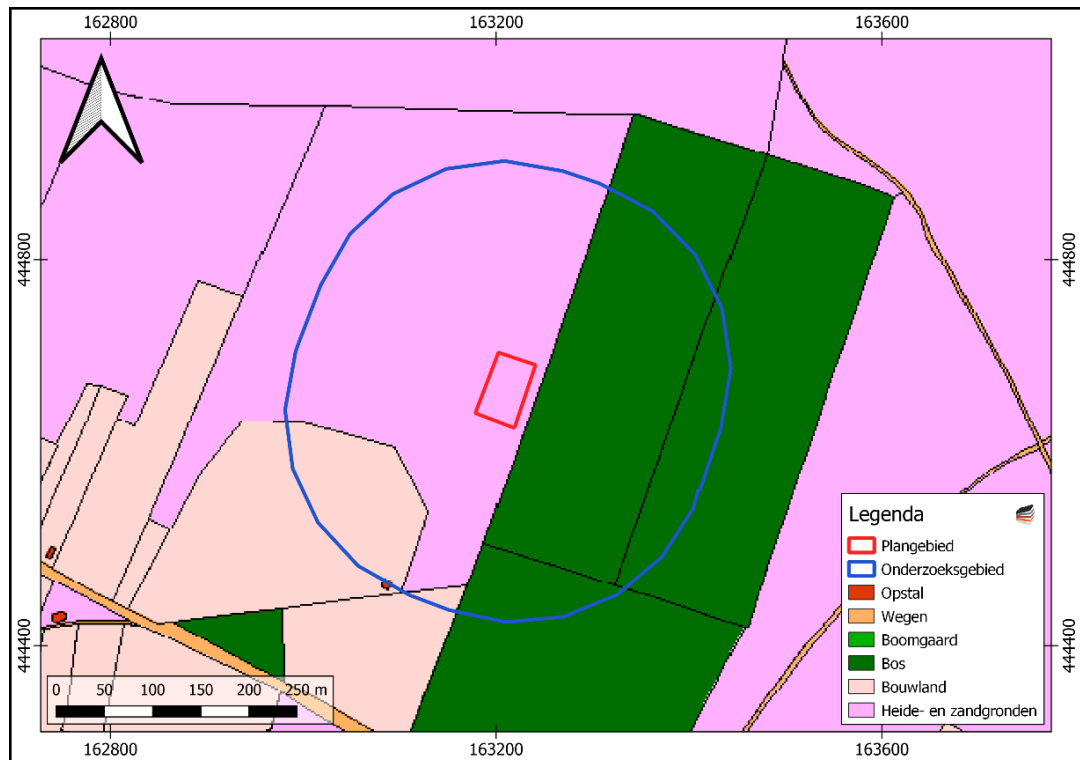 162800 163200 163600
444800 444800
Legenda
Plangebied
Onderzoeksgebied
Opstal
Wegen
Boomgaard
Bos
Bouwland
Heide- en zandgronden
444400 444400
0 50 100 150 200 250 m
162800 163200 163600